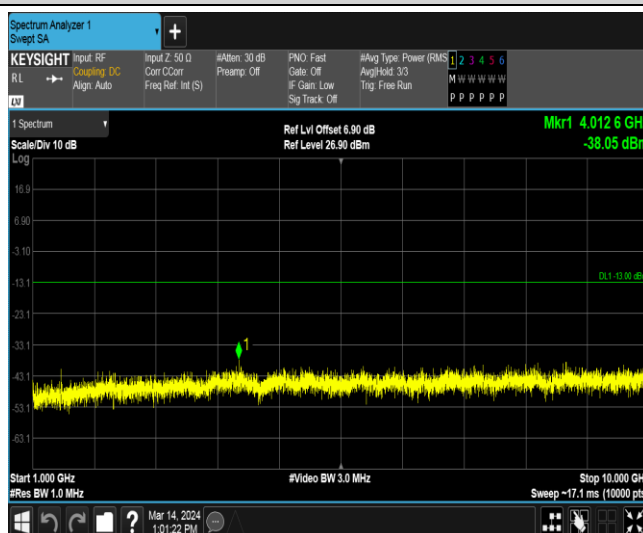 Spectrum Analyzer 1
Swept SA
KEYSIGHT
RL
Input: RF
Coupling: DC
Align: Auto
Input Z: 50 Ω
Corr CCorr
Freq Ref: Int (S)
#Atten: 30 dB
Preamp: Off
PNO: Fast
Gate: Off
IF Gain: Low
Sig Track: Off
#Avg Type: Power (RMS
Avg|Hold: 3/3
Trig: Free Run
1 2 3 4 5 6
M W W W W W
P P P P P P
LXI
1 Spectrum
Scale/Div 10 dB
Ref Lvl Offset 6.90 dB
Ref Level 26.90 dBm
Mkr1 4.012 6 GH
-38.05 dBm
Log
16.9
6.90
-3.10
DL1 -13.00 dB
-13.1
-23.1
-33.1
1
-43.1
-53.1
-63.1
Start 1.000 GHz
#Video BW 3.0 MHz
Stop 10.000 GH
#Res BW 1.0 MHz
Sweep ~17.1 ms (10000 pts
?
Mar 14, 2024
1:01:22 PM